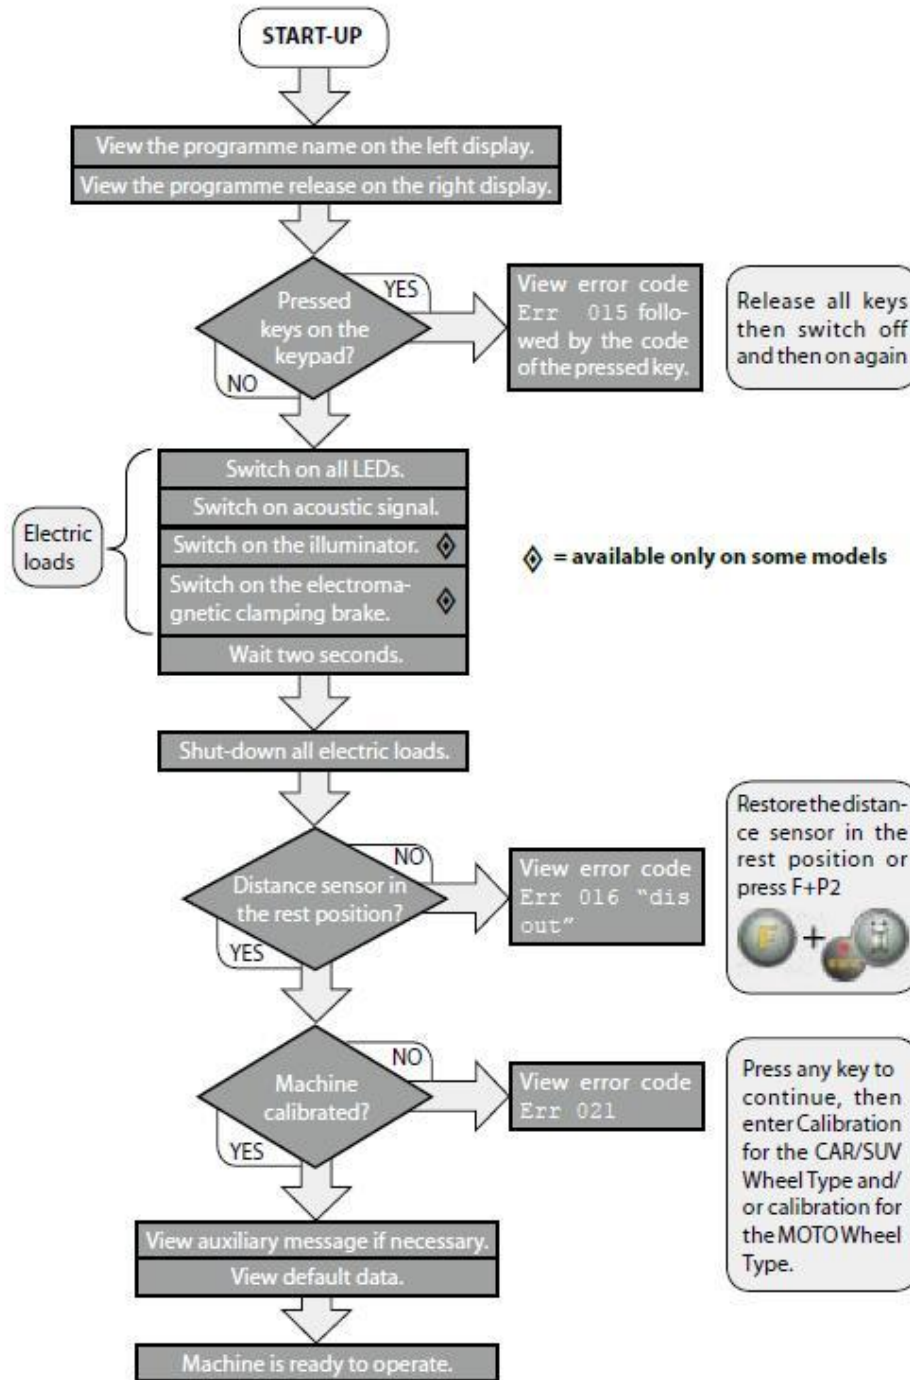 START-UP
View the programme name on the left display.
View the programme release on the right display.
Pressed
keys on the
keypad?
YES
NO
View error code
Err 015 follo-
wed by the code
of the pressed key.
Release all keys
then switch off
and then on again
Electric
loads
Switch on all LEDs.
Switch on acoustic signal.
Switch on the illuminator.
Switch on the electroma-
gnetic clamping brake.
Wait two seconds.
= available only on some models
Shut-down all electric loads.
Distance sensor in
the rest position?
NO
YES
View error code
Err 016 “dis
out”
Restore the distan-
ce sensor in the
rest position or
press F+P2
F
+
Machine
calibrated?
NO
YES
View error code
Err 021
Press any key to
continue, then
enter Calibration
for the CAR/SUV
Wheel Type and/
or calibration for
the MOTO Wheel
Type.
View auxiliary message if necessary.
View default data.
Machine is ready to operate.